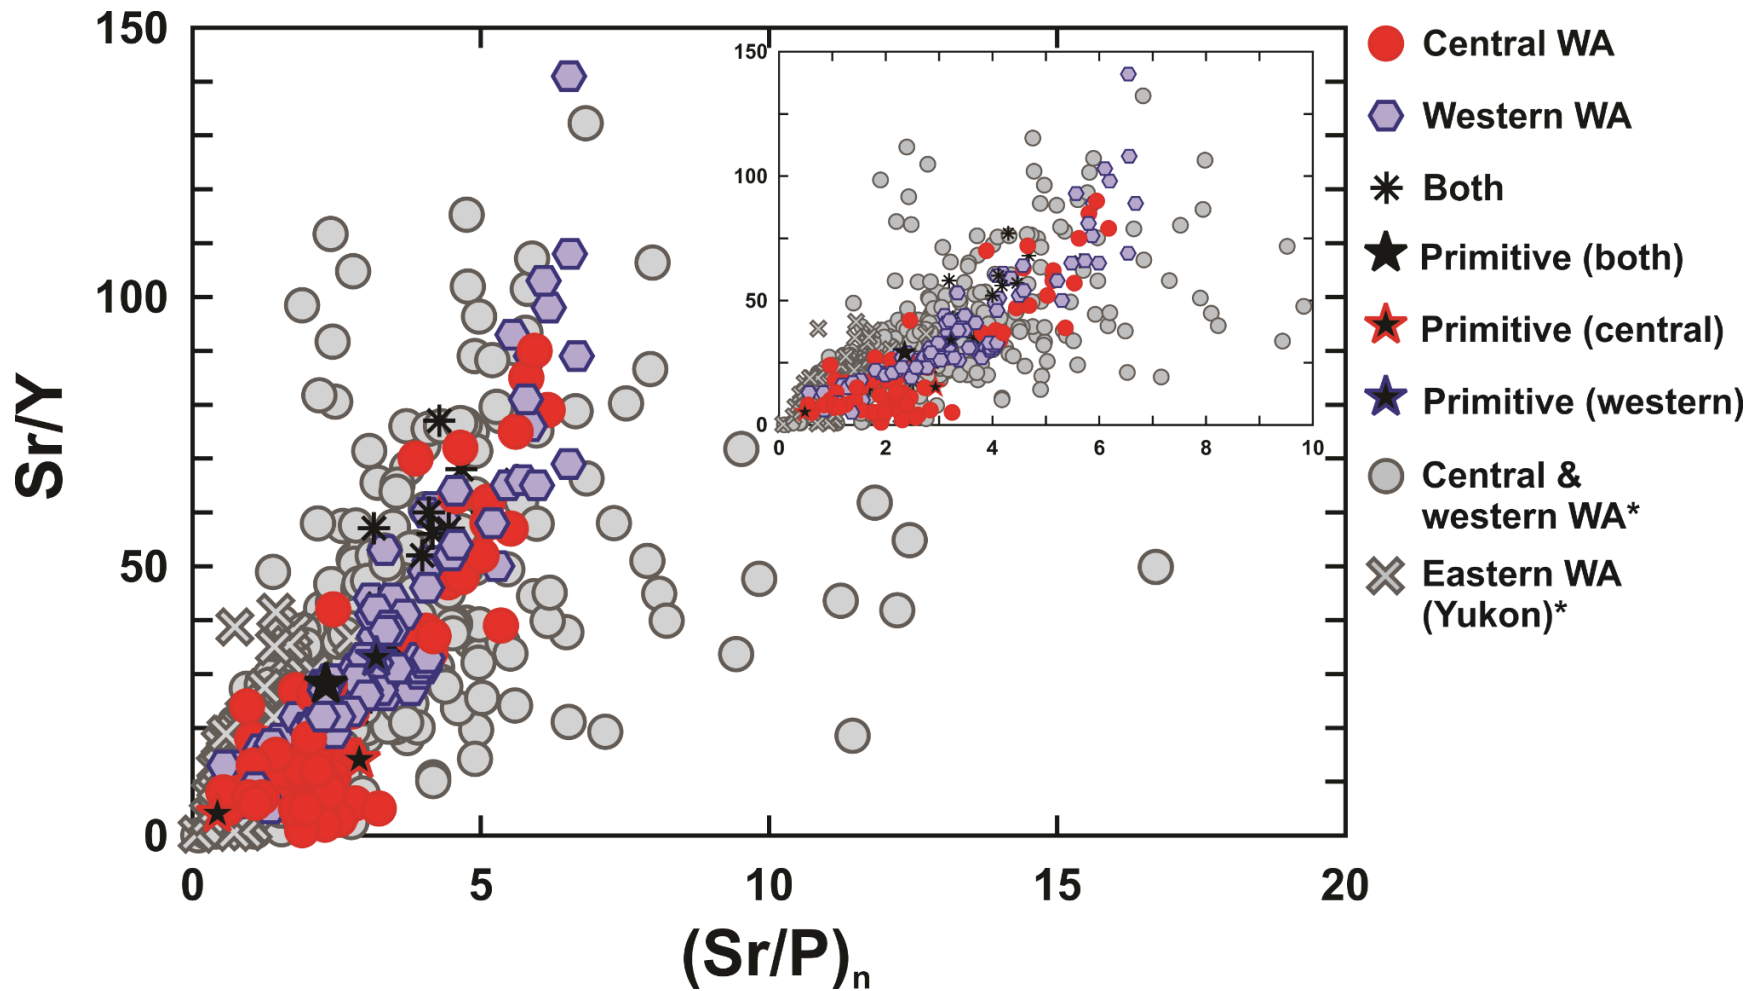 150
100
50
0
Sr/Y
0 5 10 15 20
(Sr/P)n
150
100
50
0
0 2 4 6 8 10
Central WA
Western WA
Both
Primitive (both)
Primitive (central)
Primitive (western)
Central &
western WA*
Eastern WA
(Yukon)*